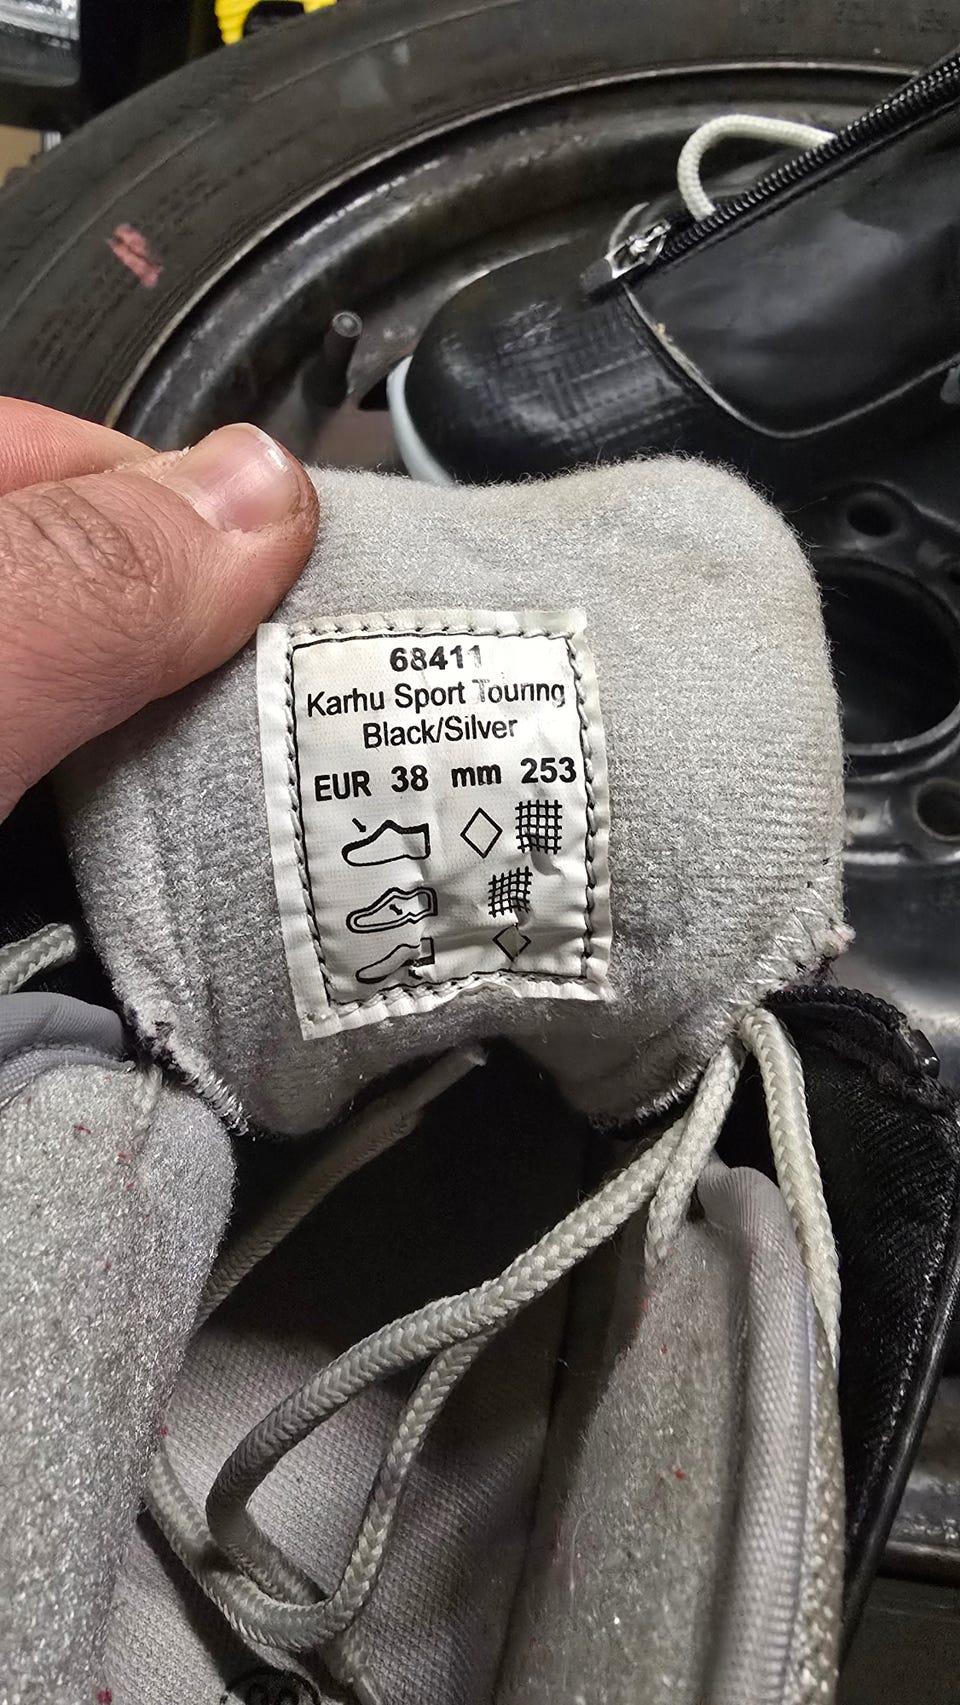 68411
Karhu Sport Touring
Black/Silver
EUR 38 mm 253